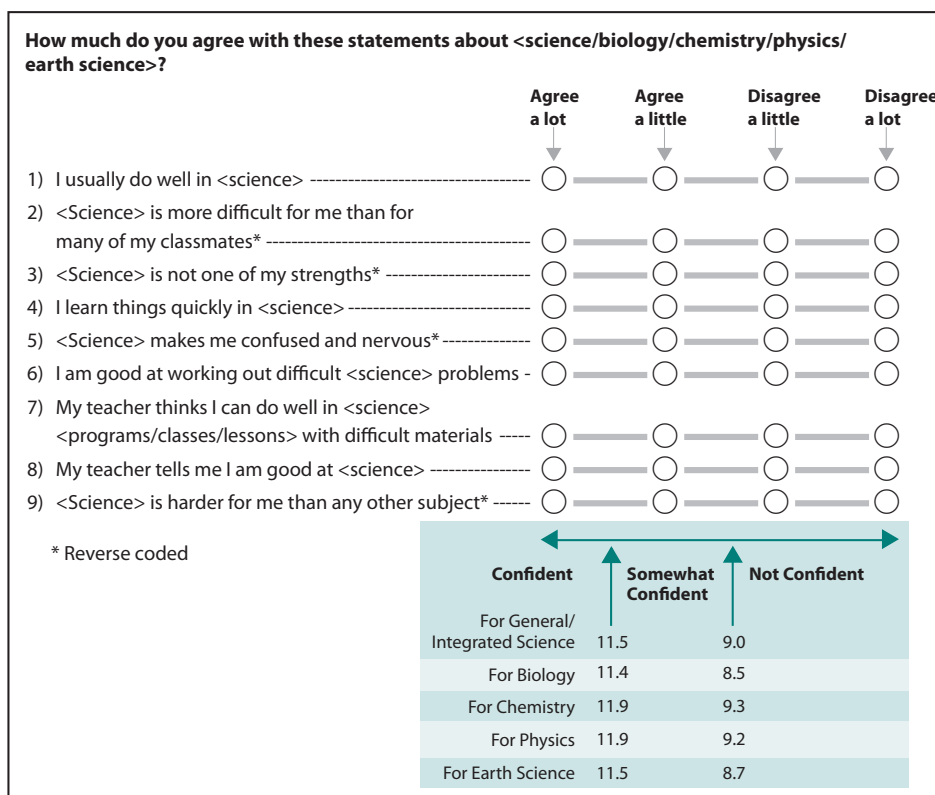 How much do you agree with these statements about <science/biology/chemistry/physics/
earth science>?
Agree a lot
Agree a little
Disagree a little
Disagree a lot
1) I usually do well in <science>
2) <Science> is more difficult for me than for
many of my classmates*
3) <Science> is not one of my strengths*
4) I learn things quickly in <science>
5) <Science> makes me confused and nervous*
6) I am good at working out difficult <science> problems
7) My teacher thinks I can do well in <science>
<programs/classes/lessons> with difficult materials
8) My teacher tells me I am good at <science>
9) <Science> is harder for me than any other subject*
* Reverse coded
Confident
Somewhat
Confident
Not Confident
For General/
Integrated Science 11.5 9.0
For Biology 11.4 8.5
For Chemistry 11.9 9.3
For Physics 11.9 9.2
For Earth Science 11.5 8.7